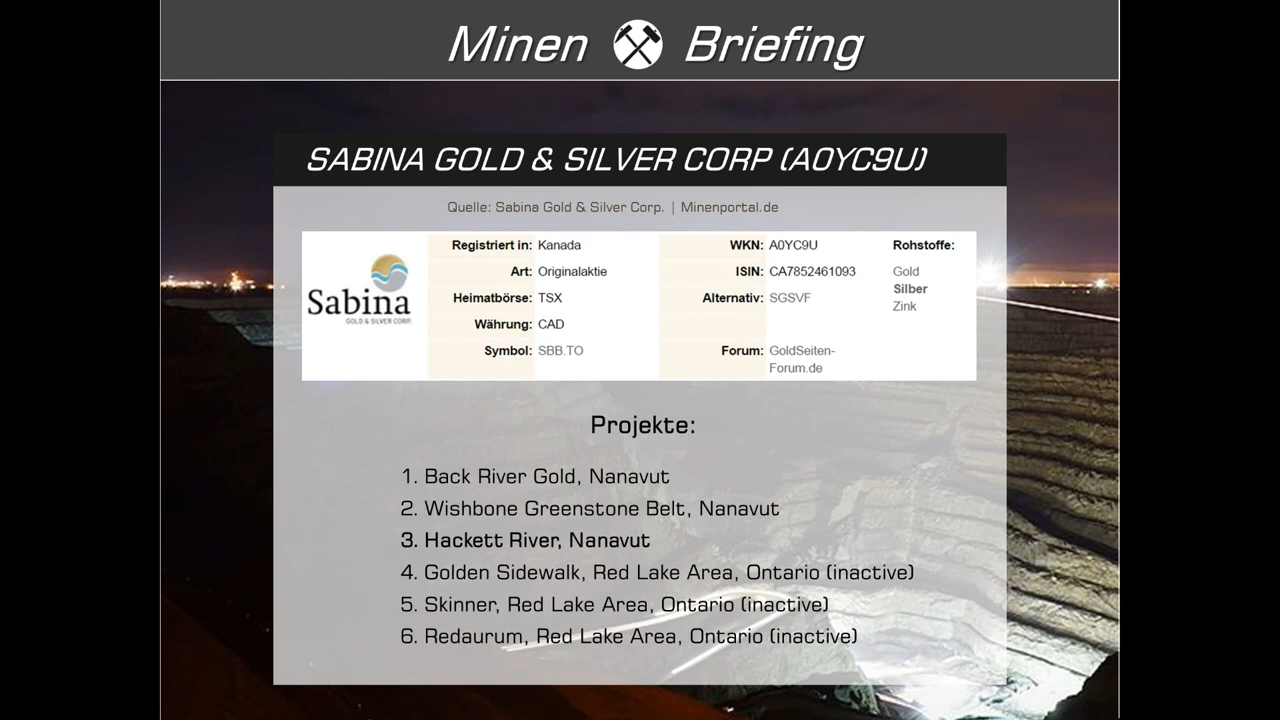 Minen Briefing
SABINA GOLD & SILVER CORP (A0YC9U)
Quelle: Sabina Gold & Silver Corp. | Minenportal.de
Sabina
GOLD & SILVER CORP.
Registriert in: Kanada
Art: Originalaktie
Heimatbörse: TSX
Währung: CAD
Symbol: SBB.TO
WKN: A0YC9U
ISIN: CA7852461093
Alternativ: SGSVF
Forum: GoldSeiten-
Forum.de
Rohstoffe:
Gold
Silber
Zink
Projekte:
1. Back River Gold, Nanavut
2. Wishbone Greenstone Belt, Nanavut
3. Hackett River, Nanavut
4. Golden Sidewalk, Red Lake Area, Ontario (inactive)
5. Skinner, Red Lake Area, Ontario (inactive)
6. Redaurum, Red Lake Area, Ontario (inactive)